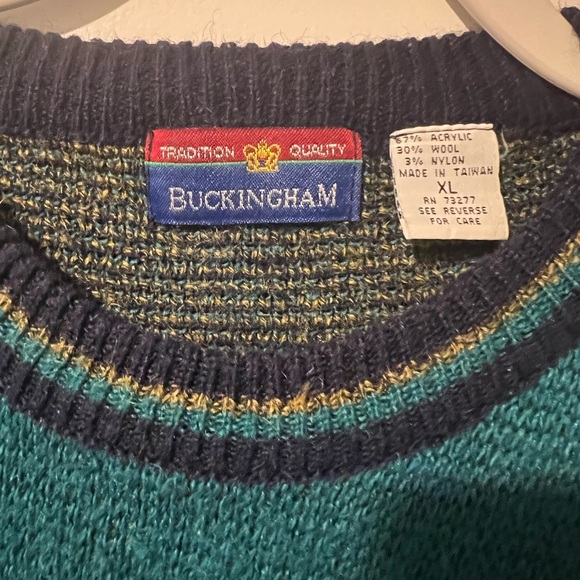 TRADITION QUALITY
BUCKINGHAM
67% ACRYLIC
30% WOOL
3% NYLON
MADE IN TAIWAN
XL
RN 73277
SEE REVERSE
FOR CARE